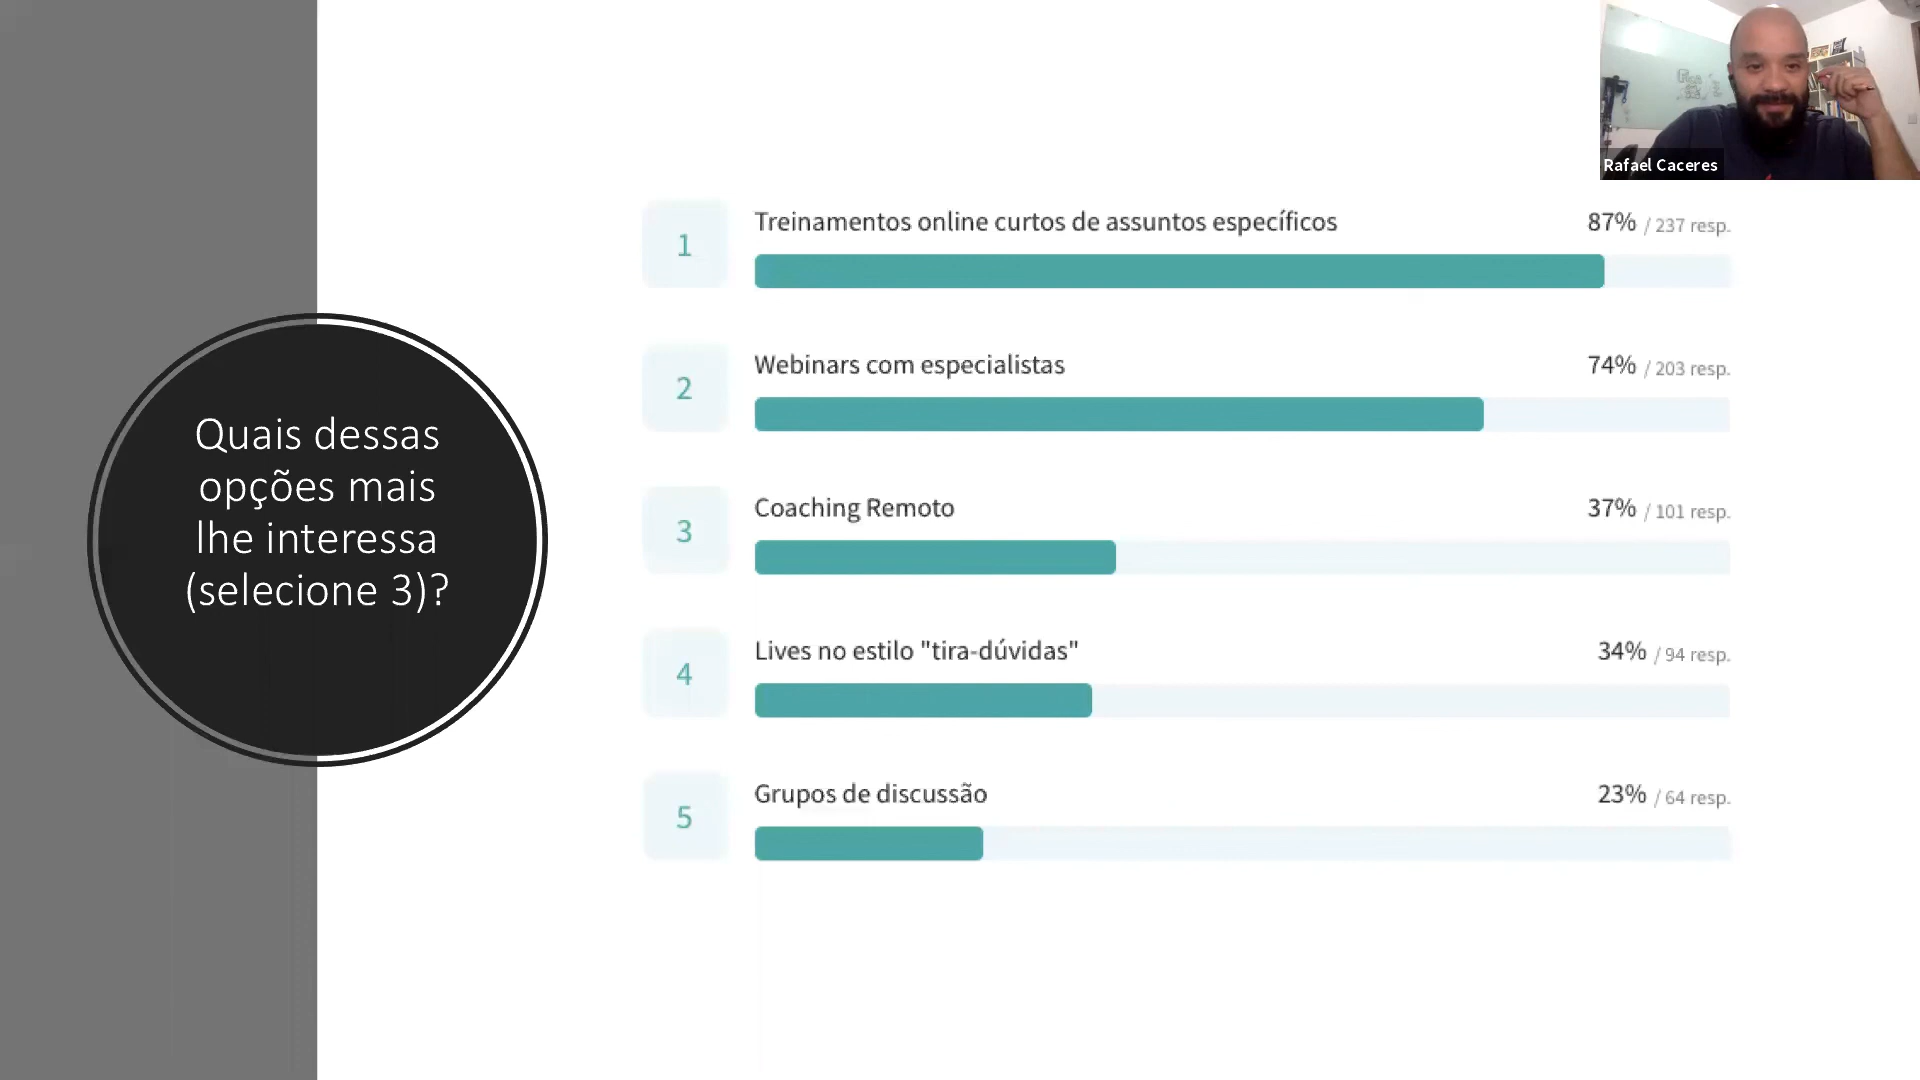 Rafael Caceres
Quais dessas
opções mais
lhe interessa
(selecione 3)?
1
Treinamentos online curtos de assuntos específicos
87% / 237 resp.
2
Webinars com especialistas
74% / 203 resp.
3
Coaching Remoto
37% / 101 resp.
4
Lives no estilo "tira-dúvidas"
34% / 94 resp.
5
Grupos de discussão
23% / 64 resp.